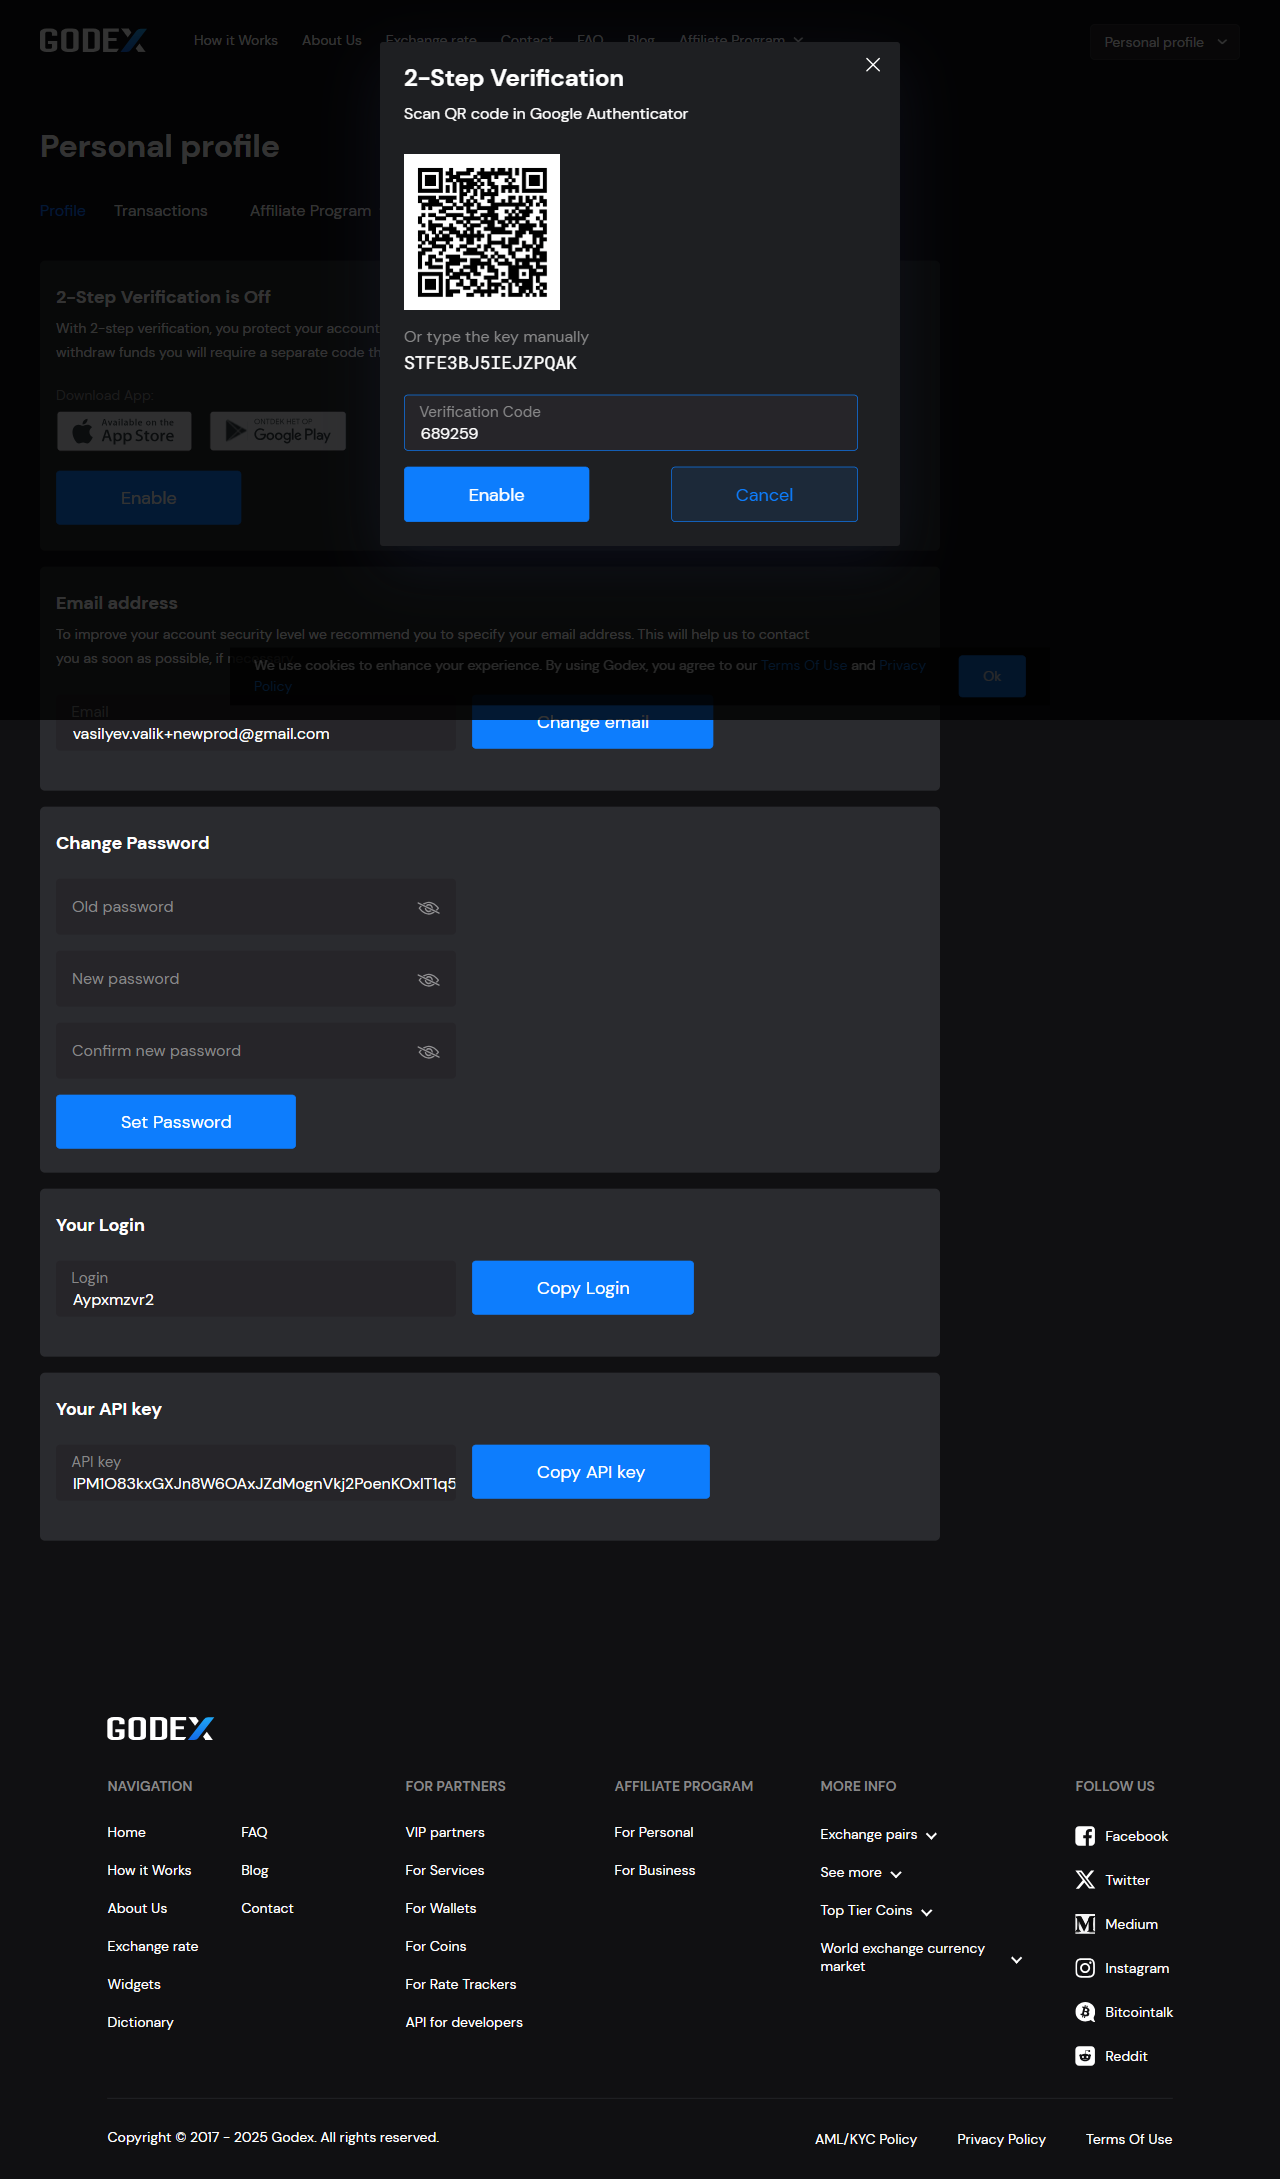 GODEX
How it Works
About Us
Exchange rate
Contact
FAQ
Blog
Affiliate Program
Personal profile
2-Step Verification
Scan QR code in Google Authenticator
Or type the key manually
STFE3BJ5IEJZPQAK
Verification Code
689259
Enable
Cancel
Personal profile
Profile
Transactions
Affiliate Program
2-Step Verification is Off
With 2-step verification, you protect your account
withdraw funds you will require a separate code
Download App:
Available on the
App Store
ONTDEK HET OP
Google Play
Enable
Email address
To improve your account security level we recommend you to specify your email address. This will help us to contact
you as soon as possible, if
We use cookies to enhance your experience. By using Godex, you agree to our Terms Of Use and Privacy
Policy
Ok
Email
vasilyev.valik+newprod@gmail.com
Change email
Change Password
Old password
New password
Confirm new password
Set Password
Your Login
Login
Aypxmzvr2
Copy Login
Your API key
API key
IPM1O83kxGXJn8W6OAxJZdMognVkj2PoenKOxIT1q5
Copy API key
GODEX
NAVIGATION
Home
How it Works
About Us
Exchange rate
Widgets
Dictionary
FAQ
Blog
Contact
FOR PARTNERS
VIP partners
For Services
For Wallets
For Coins
For Rate Trackers
API for developers
AFFILIATE PROGRAM
For Personal
For Business
MORE INFO
Exchange pairs
See more
Top Tier Coins
World exchange currency
market
FOLLOW US
Facebook
Twitter
Medium
Instagram
Bitcointalk
Reddit
Copyright © 2017 - 2025 Godex. All rights reserved.
AML/KYC Policy
Privacy Policy
Terms Of Use